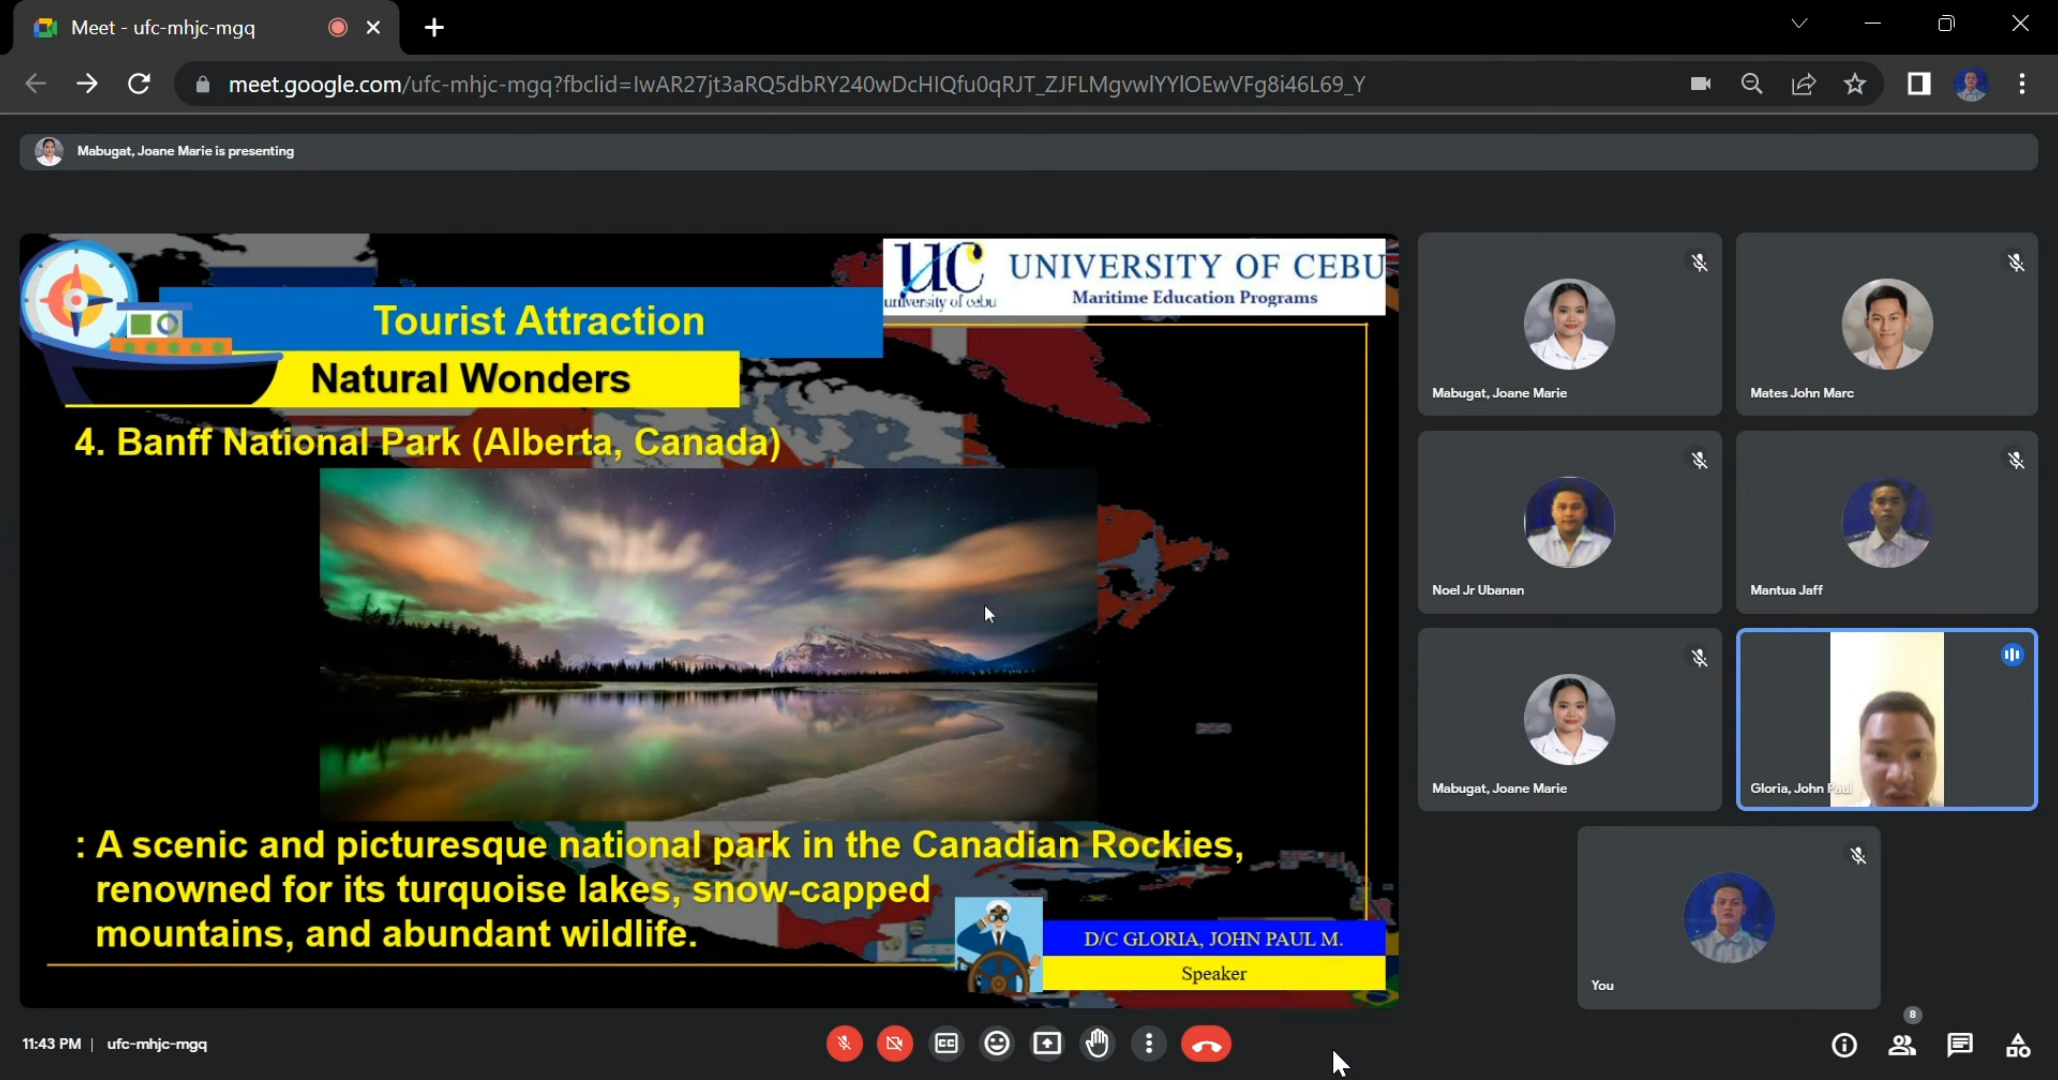 Meet - ufc-mhjc-mgq
meet.google.com/ufc-mhjc-mgq?fbclid=IwAR27jt3aRQ5dbRY240wDcHIQfu0qRJT_ZJFLMgvwlYYlOEwVFg8i46L69_Y
Mabugat, Joane Marie is presenting
UC
university of cebu
UNIVERSITY OF CEBU
Maritime Education Programs
Tourist Attraction
Natural Wonders
4. Banff National Park (Alberta, Canada)
: A scenic and picturesque national park in the Canadian Rockies,
renowned for its turquoise lakes, snow-capped
mountains, and abundant wildlife.
D/C GLORIA, JOHN PAUL M.
Speaker
Mabugat, Joane Marie
Mates John Marc
Noel Jr Ubanan
Mantua Jaff
Mabugat, Joane Marie
Gloria, John Paul
You
11:43 PM | ufc-mhjc-mgq
CC
8